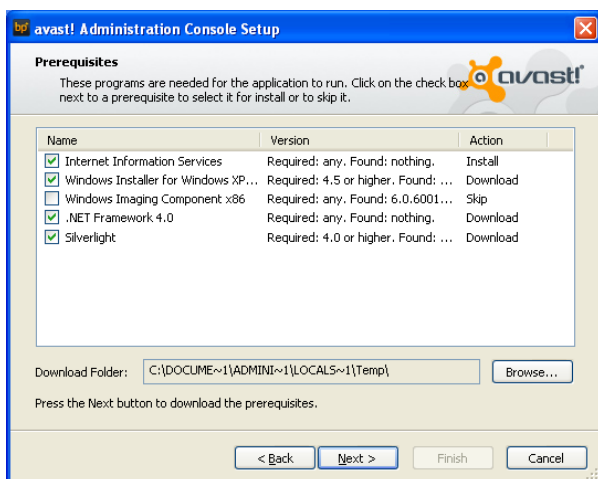 bp avast! Administration Console Setup
Prerequisites
These programs are needed for the application to run. Click on the check box
next to a prerequisite to select it for install or to skip it.
avast!
Name Version Action
Internet Information Services Required: any. Found: nothing. Install
Windows Installer for Windows XP... Required: 4.5 or higher. Found: ... Download
Windows Imaging Component x86 Required: any. Found: 6.0.6001... Skip
.NET Framework 4.0 Required: any. Found: nothing. Download
Silverlight Required: 4.0 or higher. Found: ... Download
Download Folder: C:\DOCUME~1\ADMINI~1\LOCALS~1\Temp\ Browse...
Press the Next button to download the prerequisites.
< Back Next > Finish Cancel